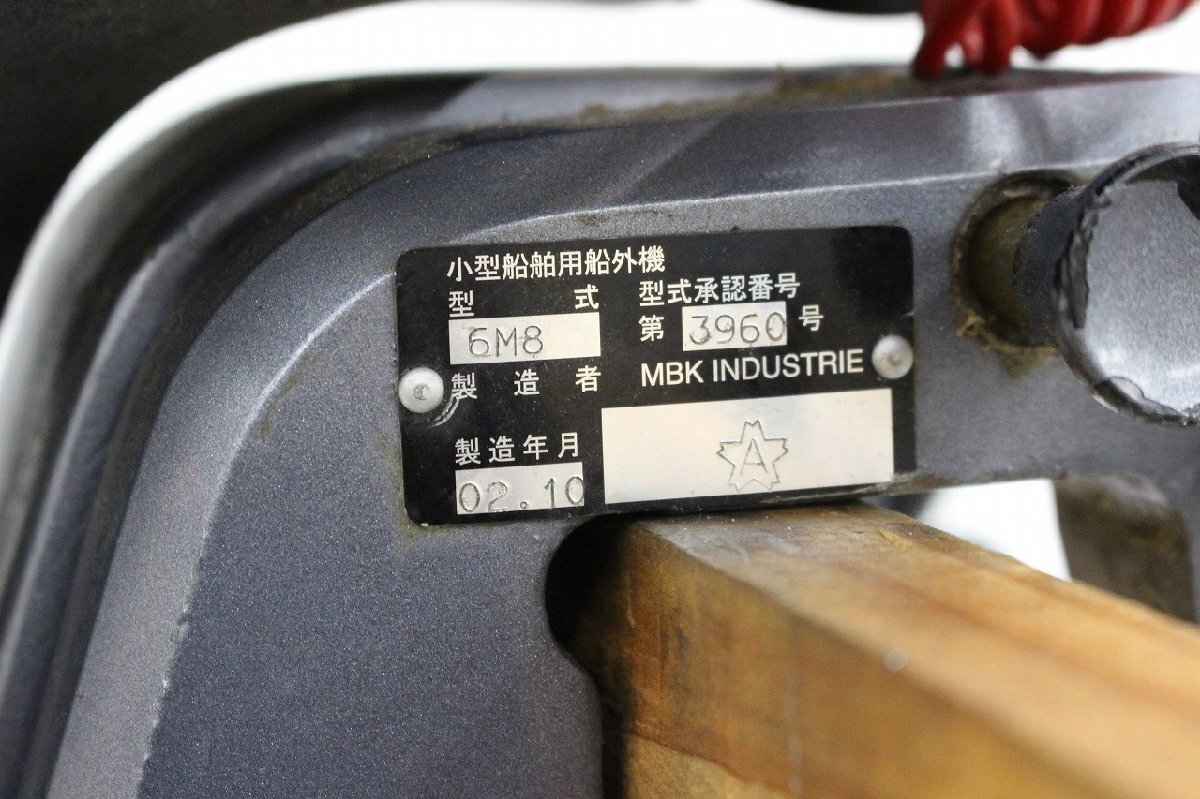 小型船舶用船外機
型 式 型式承認番号
6M8 第 3960 号
製 造 者 MBK INDUSTRIE
製造年月
02.10
A